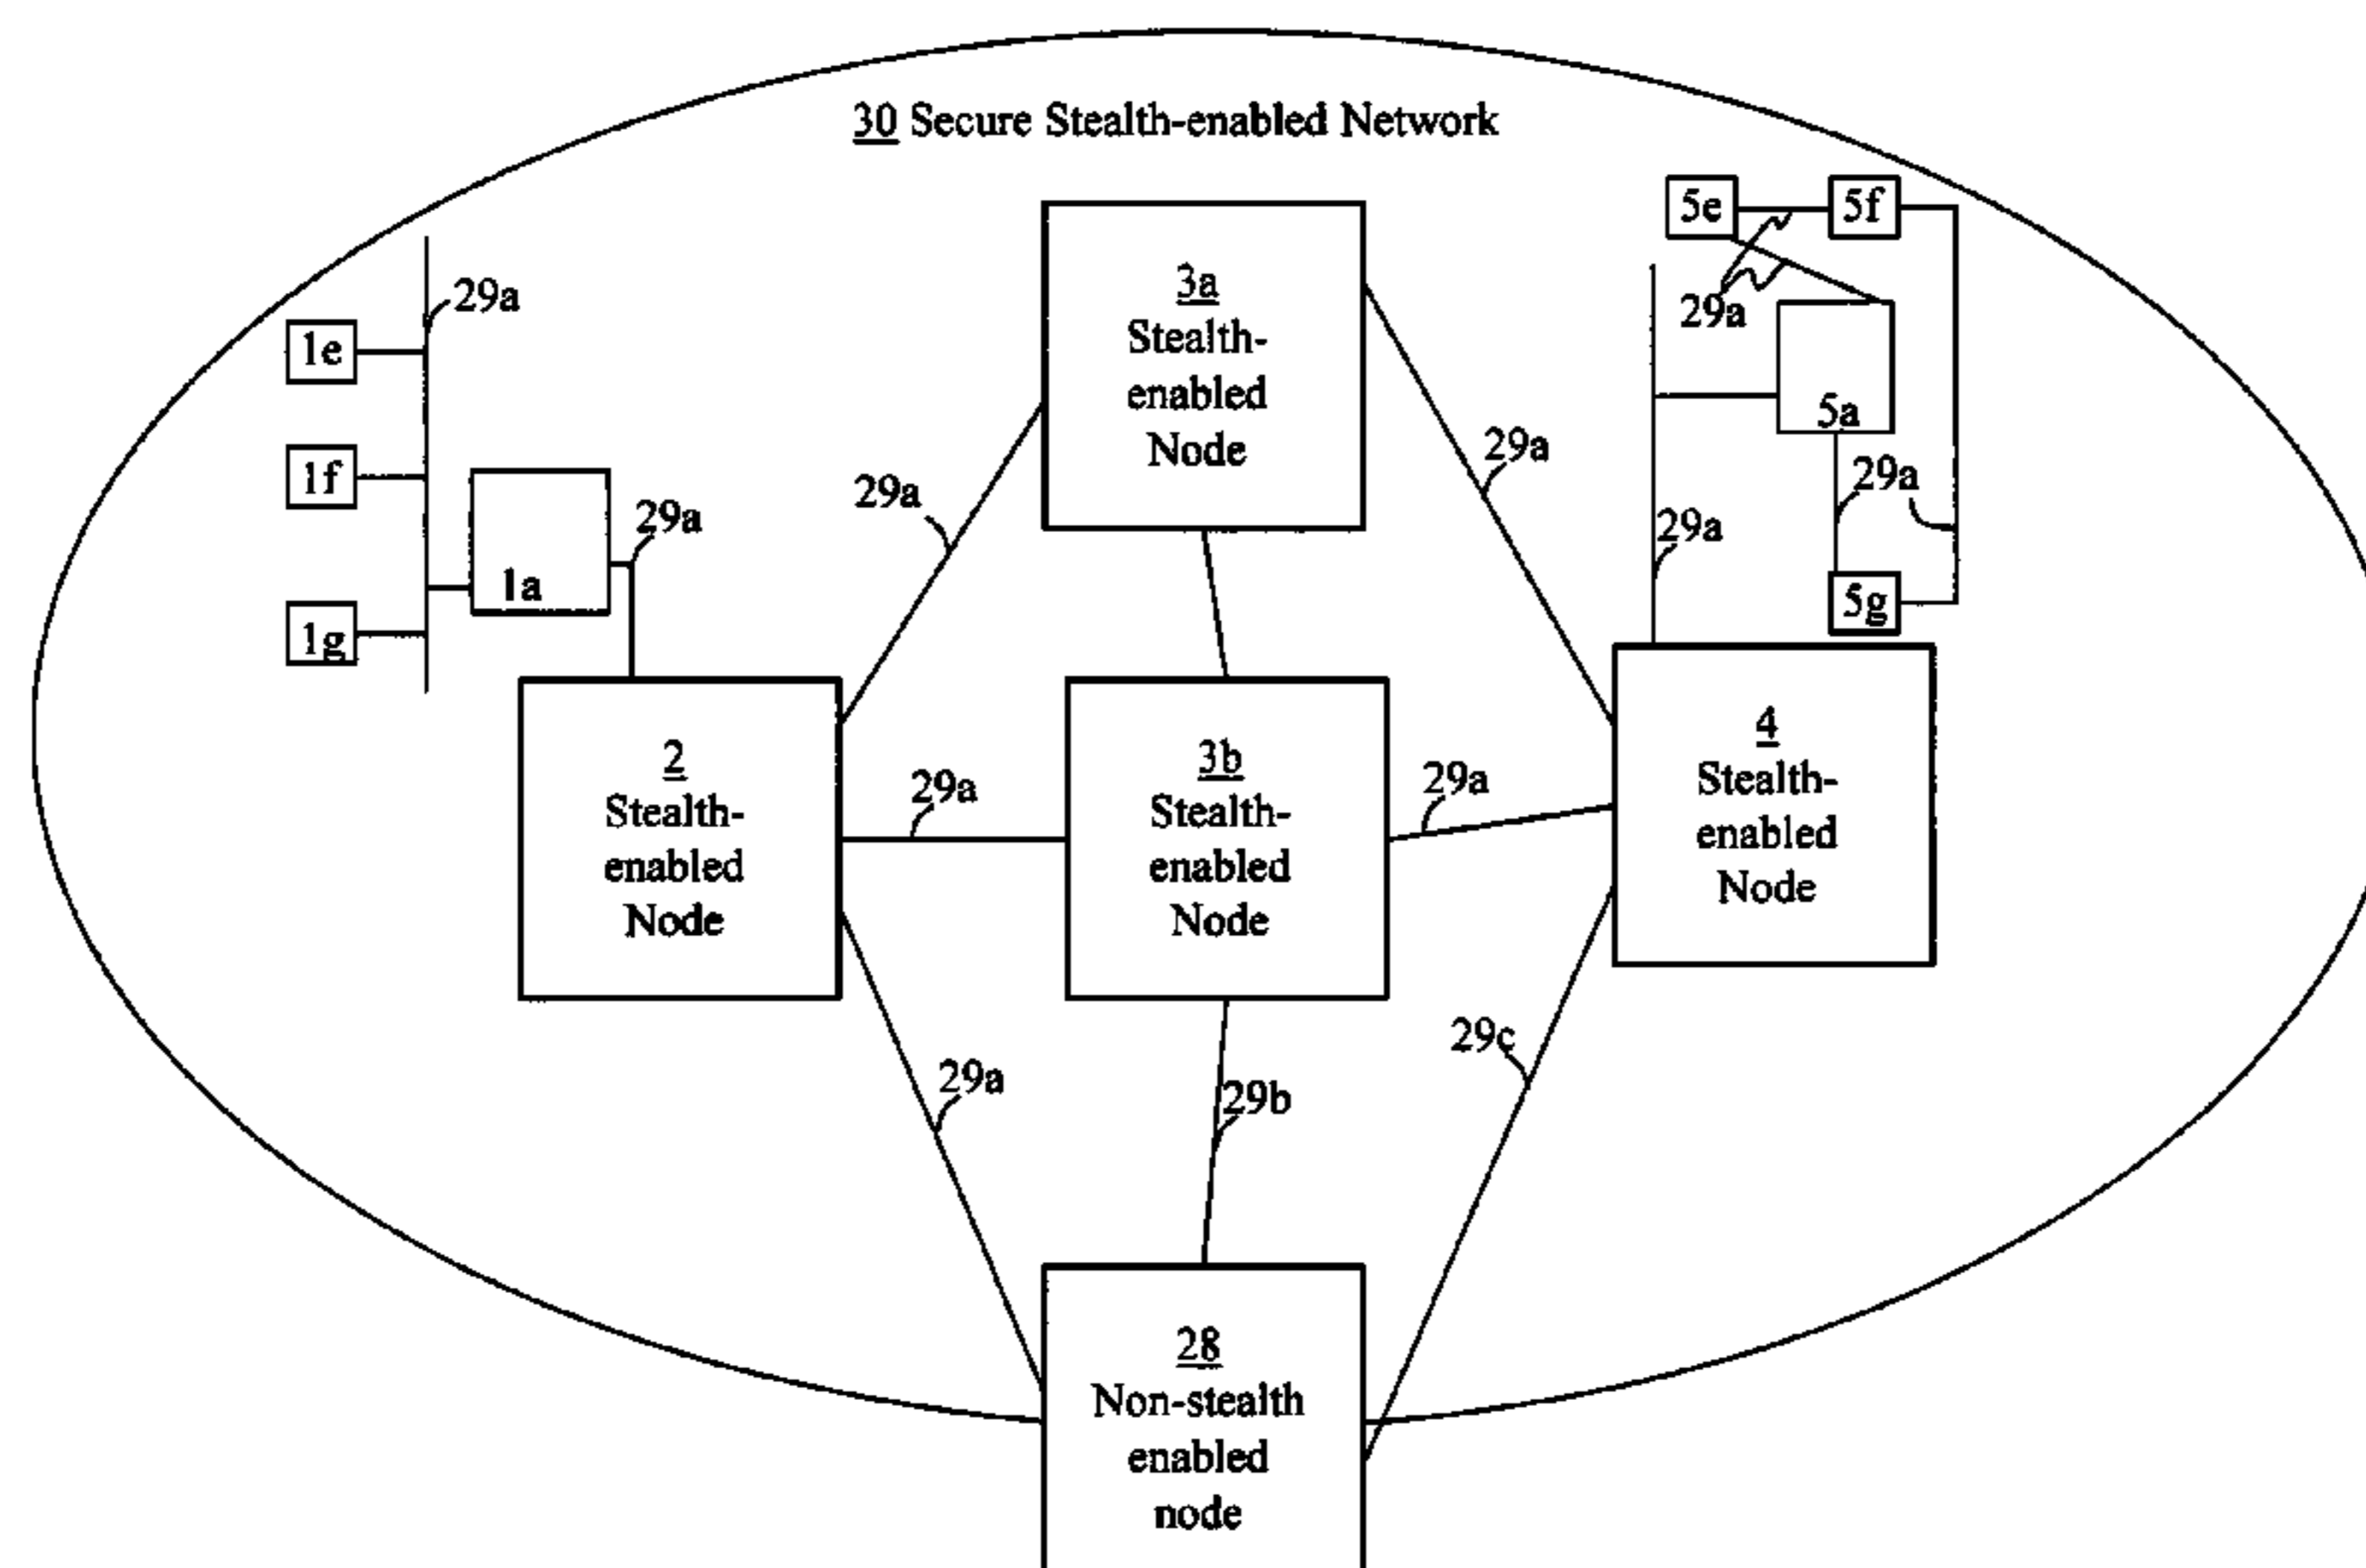 30 Secure Stealth-enabled Network
5e
5f
29a
29a
1e
3a
Stealth-
enabled
Node
5a
1f
29a
29a
29a
29a
29a
1a
5g
1g
2
Stealth-
enabled
Node
29a
3b
Stealth-
enabled
Node
29a
4
Stealth-
enabled
Node
29a
29b
29c
28
Non-stealth
enabled
node